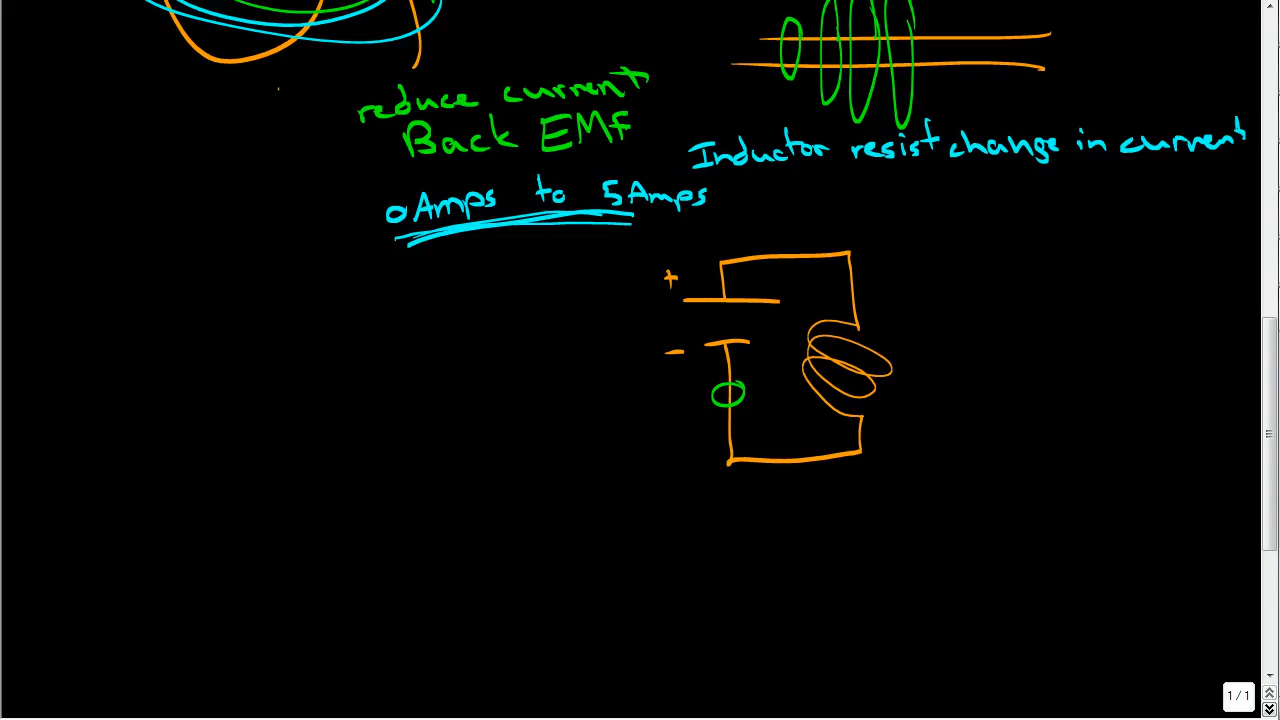 reduce current
Back EMf
Inductor resist change in current
0Amps to 5Amps
+
-
1 / 1